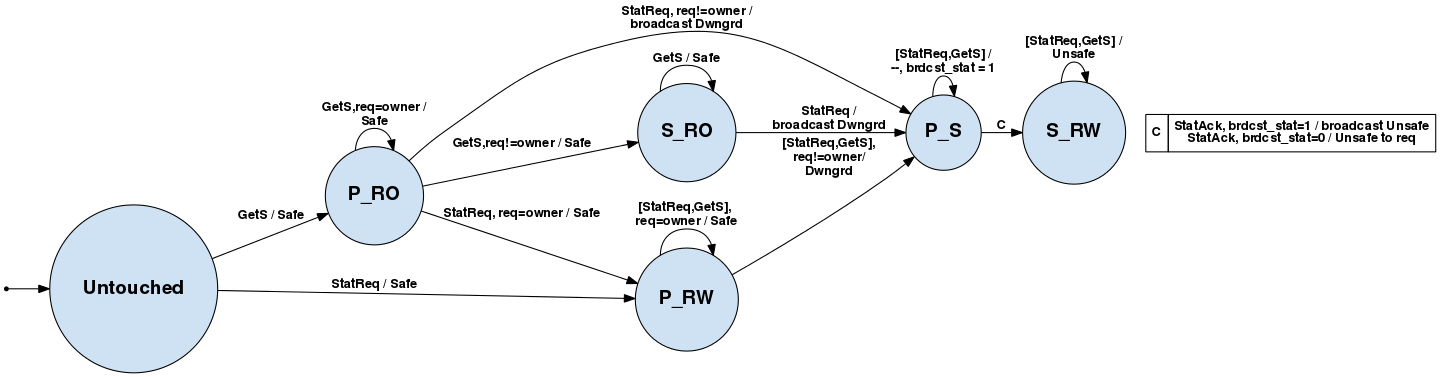 StatReq, req!=owner /
broadcast Dwngrd
[StatReq,GetS] /
--, brdcst_stat = 1
[StatReq,GetS] /
Unsafe
GetS / Safe
GetS,req=owner /
Safe
StatReq /
broadcast Dwngrd
C
S_RO
P_S
S_RW
C
StatAck, brdcst_stat=1 / broadcast Unsafe
StatAck, brdcst_stat=0 / Unsafe to req
GetS,req!=owner / Safe
[StatReq,GetS],
req!=owner/
Dwngrd
P_RO
GetS / Safe
StatReq, req=owner / Safe
[StatReq,GetS],
req=owner / Safe
Untouched
StatReq / Safe
P_RW